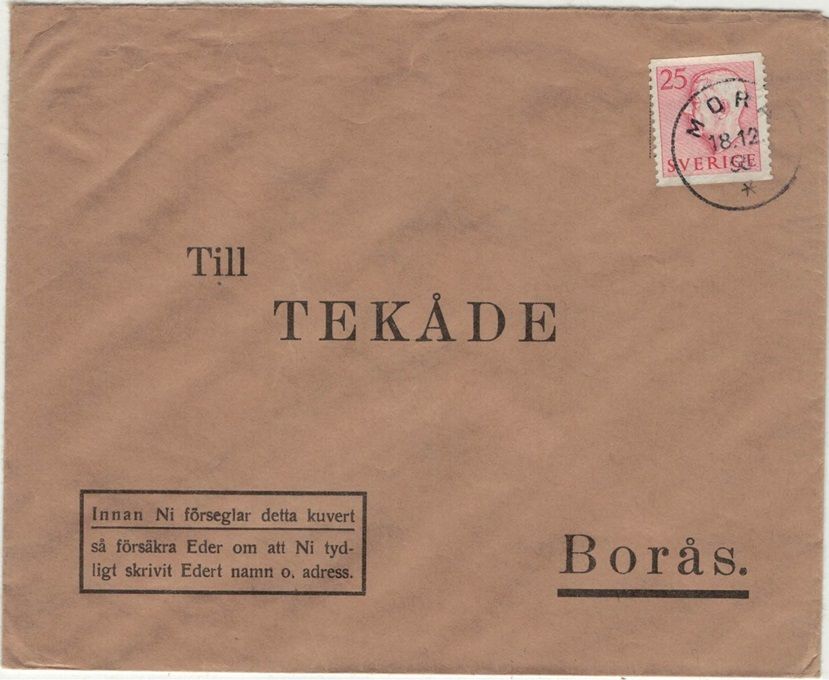 25
MORA
18.12
SVERIGE
Till
TEKÅDE
Innan Ni förseglar detta kuvert
så försäkra Eder om att Ni tyd-
ligt skrivit Edert namn o. adress.
Borås.